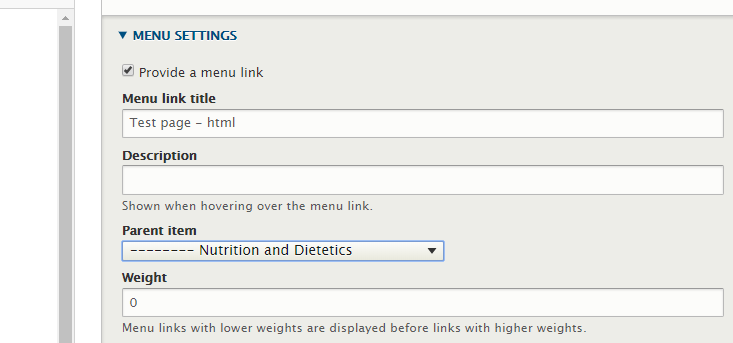 MENU SETTINGS
Provide a menu link
Menu link title
Test page - html
Description
Shown when hovering over the menu link.
Parent item
-------- Nutrition and Dietetics
Weight
0
Menu links with lower weights are displayed before links with higher weights.